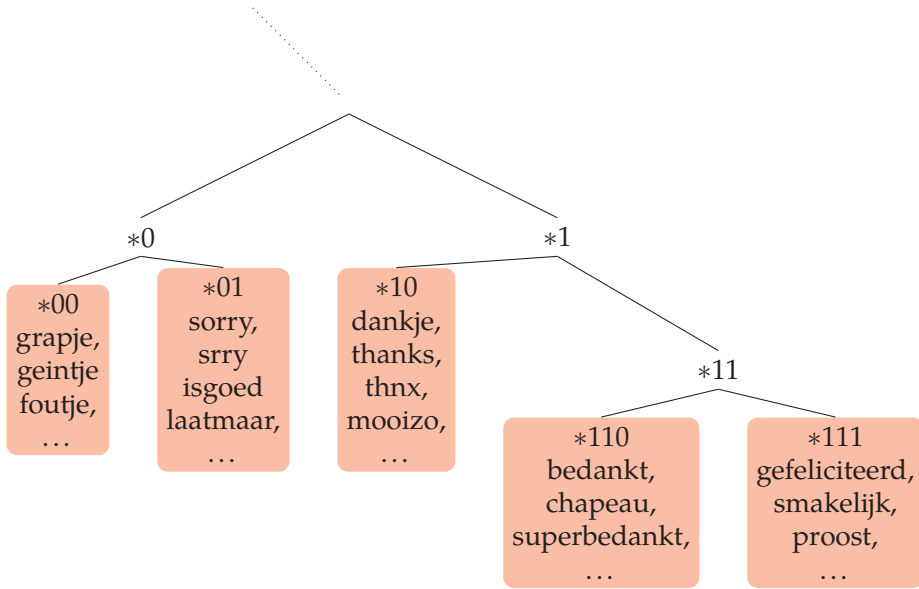 ∗0
∗1
∗00
grapje,
geintje
foutje,
...
∗01
sorry,
srry
isgoed
laatmaar,
...
∗10
dankje,
thanks,
thnx,
mooizo,
...
∗11
∗110
bedankt,
chapeau,
superbedankt,
...
∗111
gefeliciteerd,
smakelijk,
proost,
...